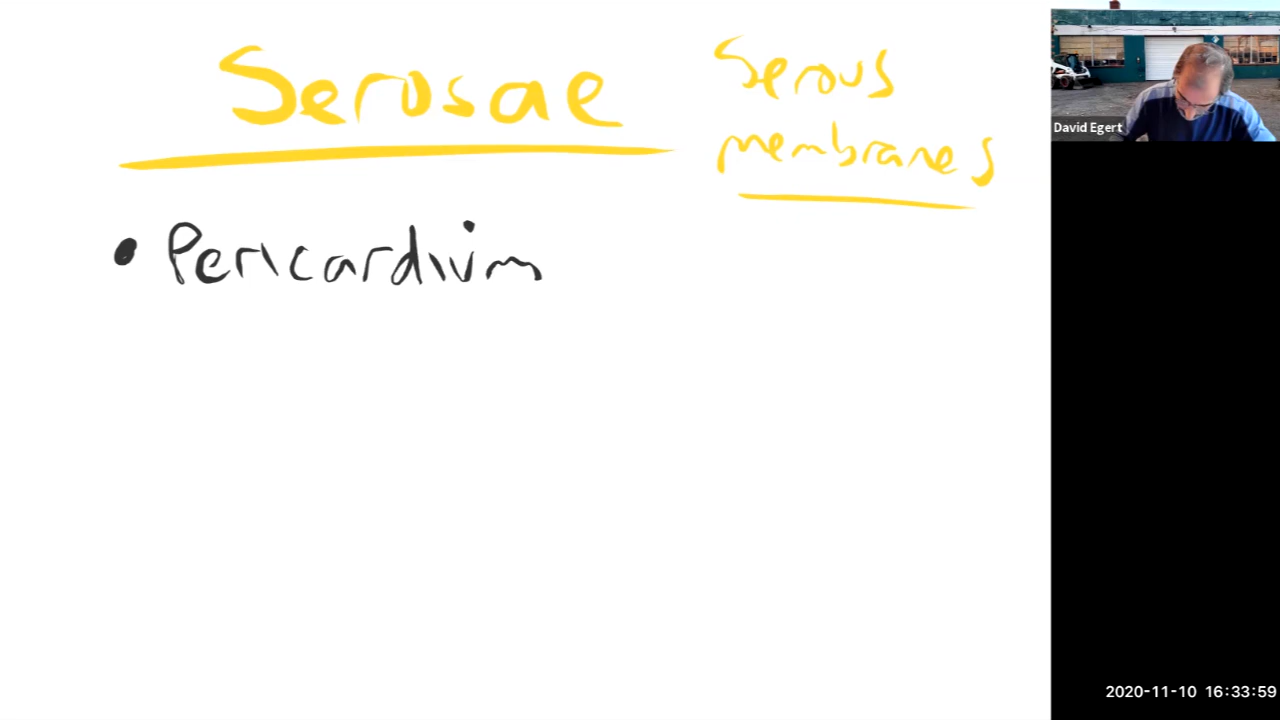 Serosae
Serous
membranes
• Pericardium
David Egert
2020-11-10 16:33:59